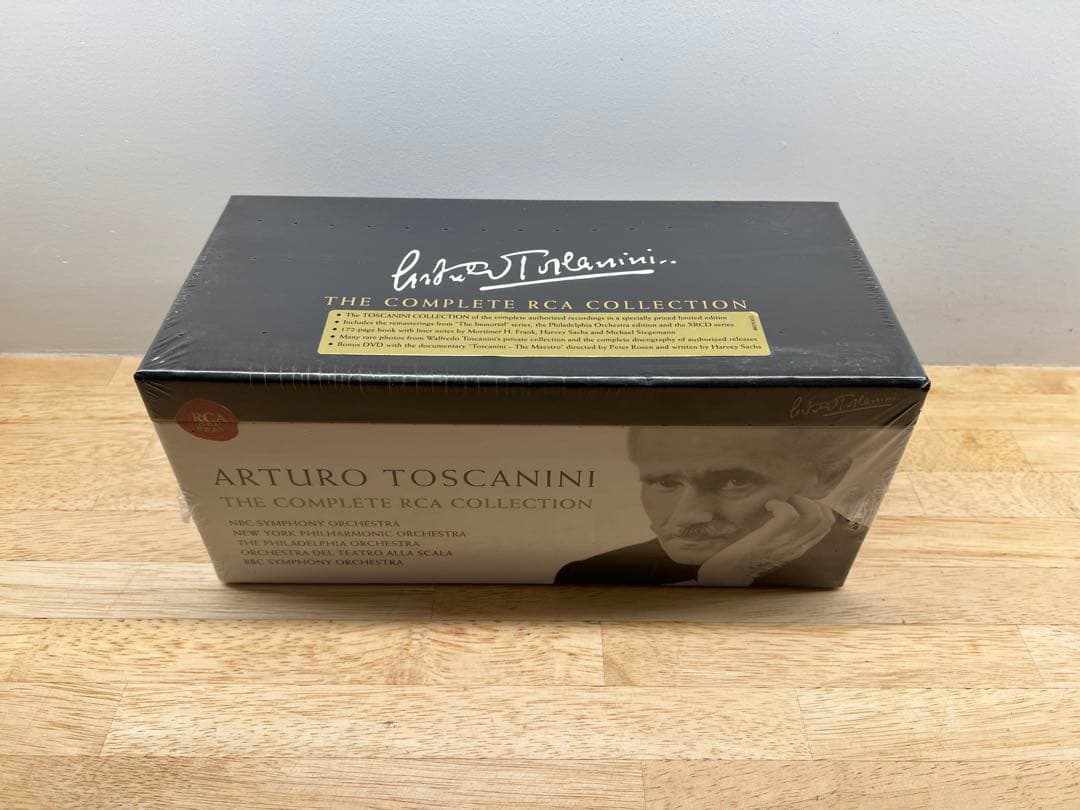 Arturo Toscanini
THE COMPLETE RCA COLLECTION
• The TOSCANINI COLLECTION of the complete authorized recordings in a specially priced limited edition
• Includes the remasterings from "The Immortal" series, the Philadelphia Orchestra edition and the XRCD series
• 172-page book with liner notes by Mortimer H. Frank, Harvey Sachs and Michael Stegemann
• Many rare photos from Walfredo Toscanini's private collection and the complete discography of authorized releases
• Bonus DVD with the documentary "Toscanini – The Maestro" directed by Peter Rosen and written by Harvey Sachs
Arturo Toscanini
RCA
RED
SEAL
ARTURO TOSCANINI
THE COMPLETE RCA COLLECTION
NBC SYMPHONY ORCHESTRA
NEW YORK PHILHARMONIC ORCHESTRA
THE PHILADELPHIA ORCHESTRA
ORCHESTRA DEL TEATRO ALLA SCALA
BBC SYMPHONY ORCHESTRA